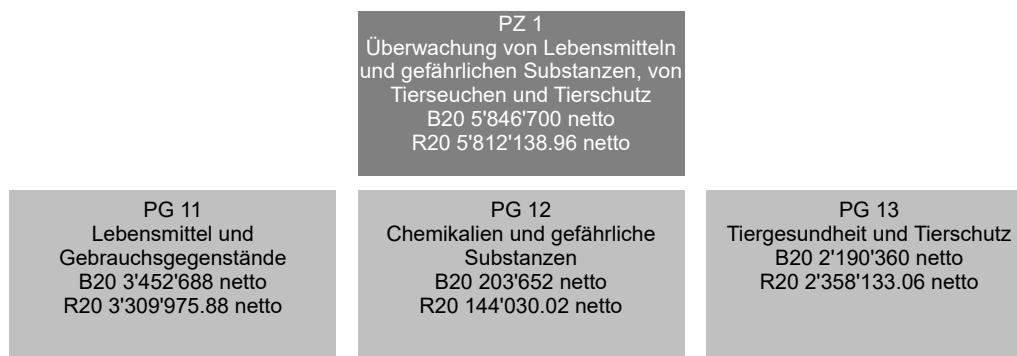 PZ 1
Überwachung von Lebensmitteln
und gefährlichen Substanzen, von
Tierseuchen und Tierschutz
B20 5'846'700 netto
R20 5'812'138.96 netto
PG 11
Lebensmittel und
Gebrauchsgegenstände
B20 3'452'688 netto
R20 3'309'975.88 netto
PG 12
Chemikalien und gefährliche
Substanzen
B20 203'652 netto
R20 144'030.02 netto
PG 13
Tiergesundheit und Tierschutz
B20 2'190'360 netto
R20 2'358'133.06 netto